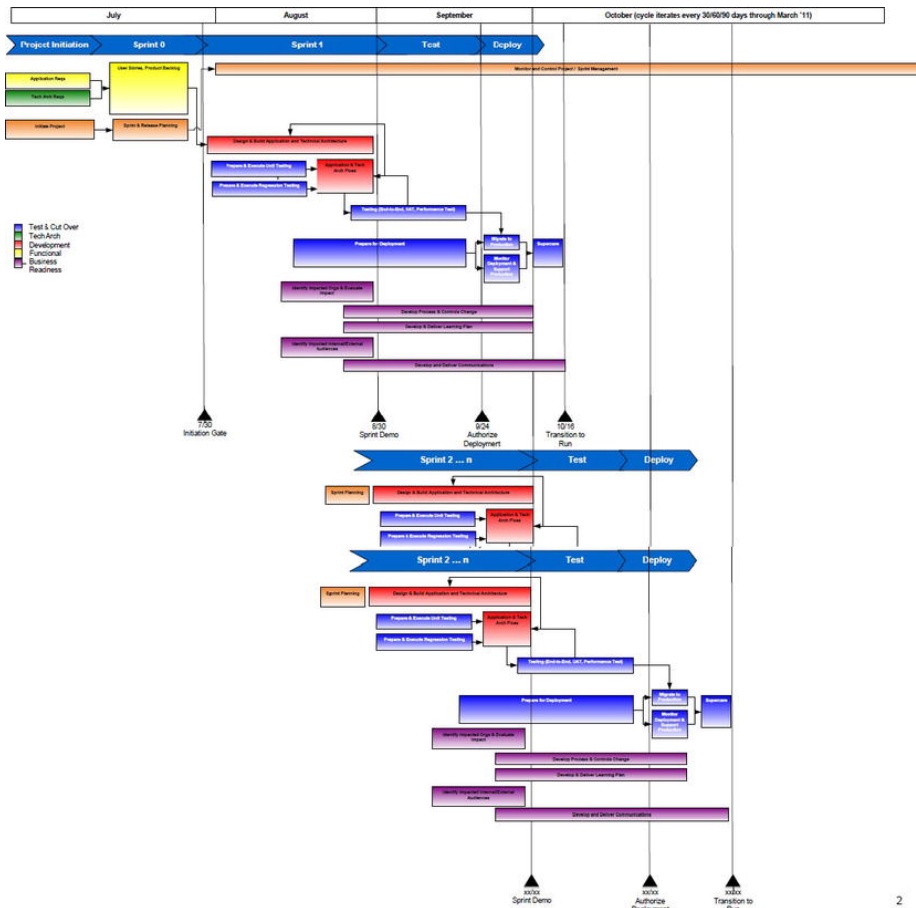 July
August
September
October (cycle iterates every 30/60/90 days through March '11)
Project Initiation
Sprint 0
Sprint 1
Test
Deploy
Monitor and Control Project / Sprint Management
Application Reqs
Tech Arch Reqs
User Stories, Product Backlog
Initiate Project
Sprint & Release Planning
Design & Build Application and Technical Architecture
Prepare & Execute Unit Testing
Application & Tech
Arch Fixes
Prepare & Execute Regression Testing
Testing (End-to-End, UAT, Performance Test)
Test & Cut Over
Tech Arch
Development
Functional
Business
Readiness
Prepare for Deployment
Migrate to
Production
Monitor
Deployment &
Support
Production
Supercare
Identify Impacted Orgs & Evaluate
Impact
Develop Process & Controls Change
Develop & Deliver Learning Plan
Identify Impacted Internal/External
Audiences
Develop and Deliver Communications
7/30
Initiation Gate
8/30
Sprint Demo
9/24
Authorize
Deployment
10/16
Transition to
Run
Sprint 2 ... n
Test
Deploy
Sprint Planning
Design & Build Application and Technical Architecture
Prepare & Execute Unit Testing
Application & Tech
Arch Fixes
Prepare & Execute Regression Testing
Sprint 2 ... n
Test
Deploy
Sprint Planning
Design & Build Application and Technical Architecture
Prepare & Execute Unit Testing
Application & Tech
Arch Fixes
Prepare & Execute Regression Testing
Testing (End-to-End, UAT, Performance Test)
Prepare for Deployment
Migrate to
Production
Monitor
Deployment &
Support
Production
Supercare
Identify Impacted Orgs & Evaluate
Impact
Develop Process & Controls Change
Develop & Deliver Learning Plan
Identify Impacted Internal/External
Audiences
Develop and Deliver Communications
xx/xx
Sprint Demo
xx/xx
Authorize
Deployment
xx/xx
Transition to
Run
2